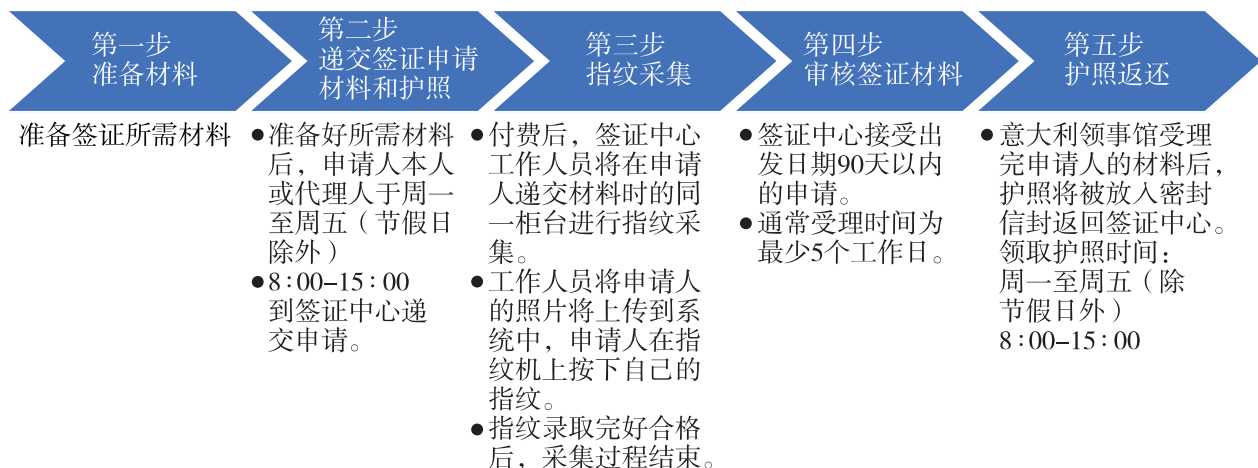 第一步
准备材料
准备签证所需材料
第二步
递交签证申请
材料和护照
●准备好所需材料
后，申请人本人
或代理人于周一
至周五（节假日
除外）
●8：00–15：00
到签证中心递
交申请。
第三步
指纹采集
●付费后，签证中心
工作人员将在申请
人递交材料时的同
一柜台进行指纹采
集。
●工作人员将申请人
的照片将上传到系
统中，申请人在指
纹机上按下自己的
指纹。
●指纹录取完好合格
后，采集过程结束。
第四步
审核签证材料
●签证中心接受出
发日期90天以内
的申请。
●通常受理时间为
最少5个工作日。
第五步
护照返还
●意大利领事馆受理
完申请人的材料后，
护照将被放入密封
信封返回签证中心。
领取护照时间：
周一至周五（除
节假日外）
8：00–15：00